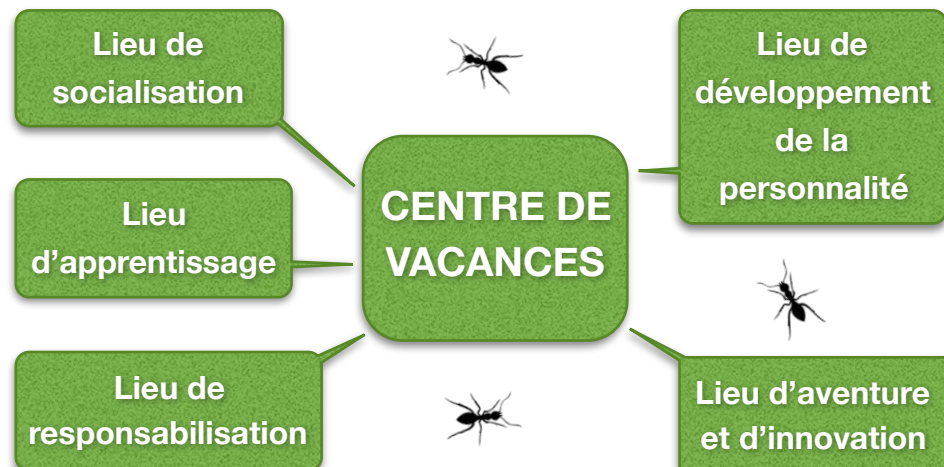 Lieu de
socialisation
Lieu
d’apprentissage
Lieu de
responsabilisation
CENTRE DE
VACANCES
Lieu de
développement
de la
personnalité
Lieu d’aventure
et d’innovation